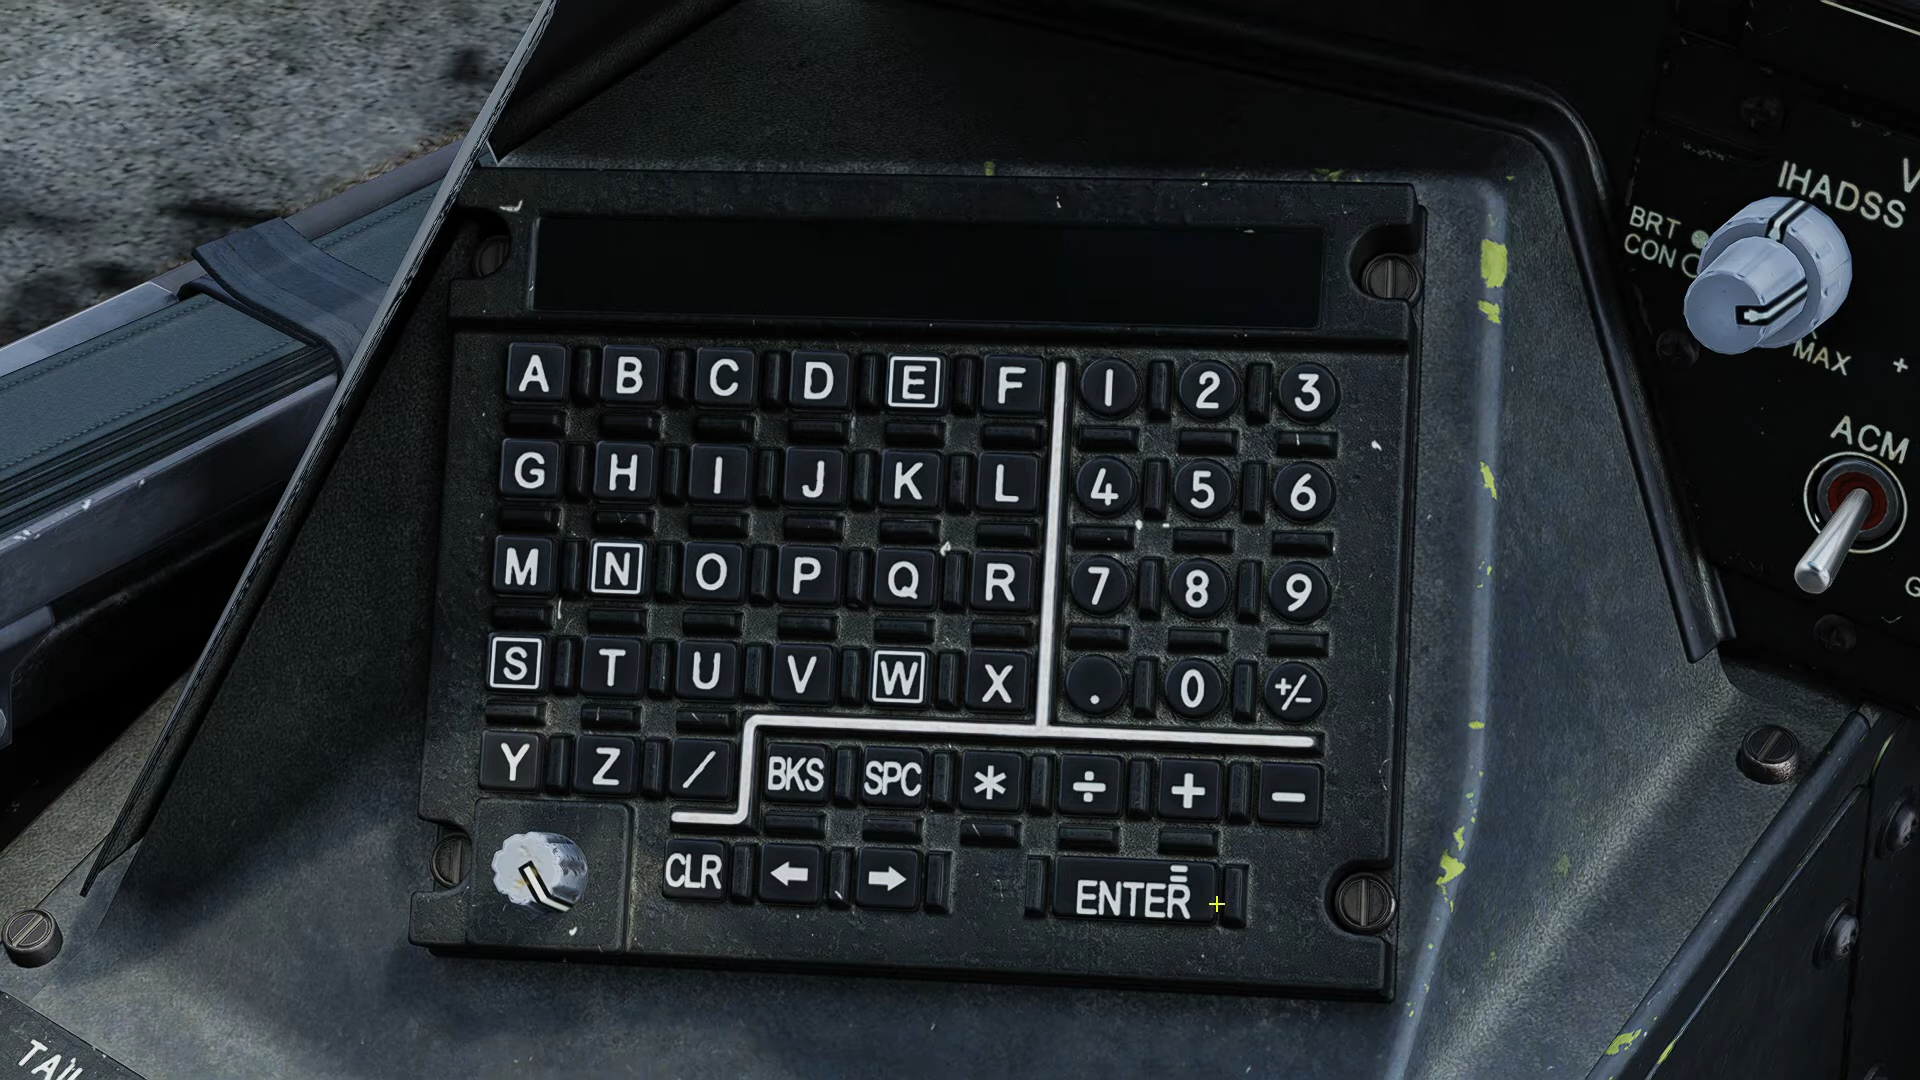 V
IHADSS
BRT
CON
MAX
+
ACM
G
A B C D E F 1 2 3
G H I J K L 4 5 6
M N O P Q R 7 8 9
S T U V W X . 0 +/-
Y Z / BKS SPC * ÷ + -
CLR ← → ENTER =
TAIL